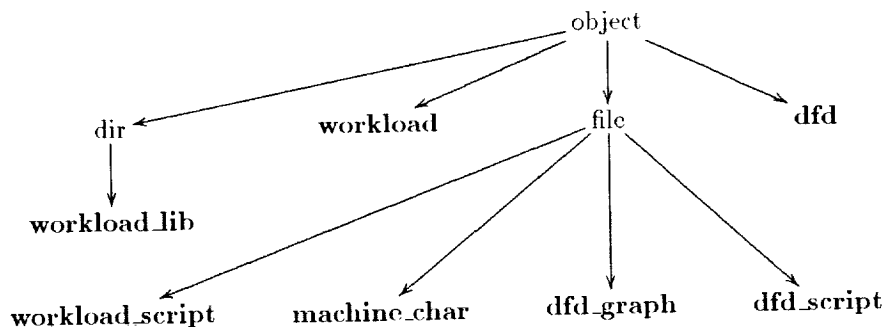 object
dir
workload
file
dfd
workload_lib
workload_script
machine_char
dfd_graph
dfd_script